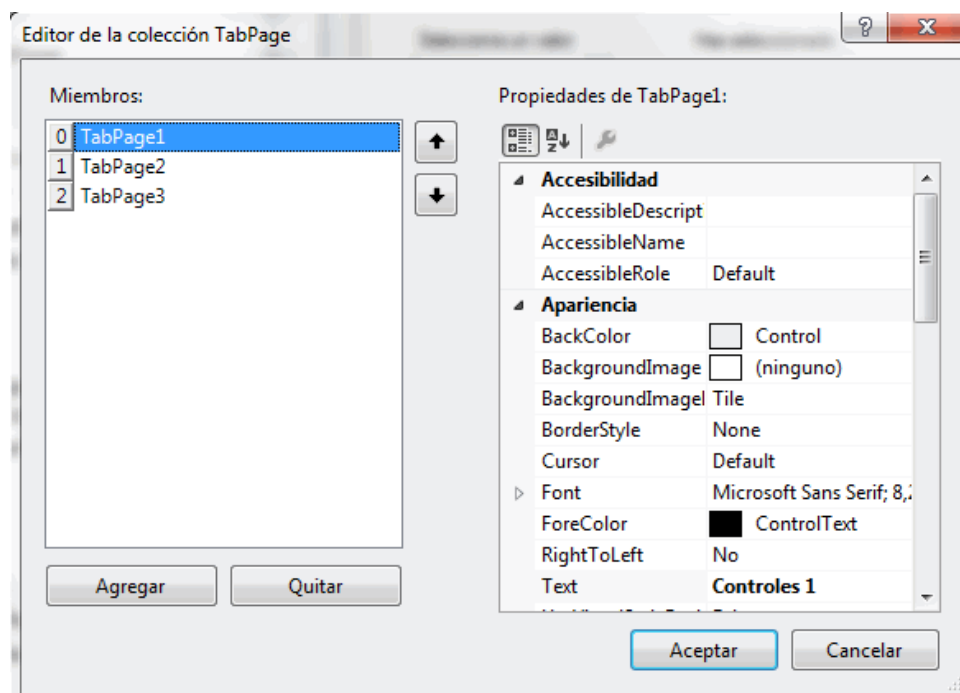 Editor de la colección TabPage
Miembros:
0 TabPage1
1 TabPage2
2 TabPage3
Agregar
Quitar
Propiedades de TabPage1:
Accesibilidad
AccessibleDescript
AccessibleName
AccessibleRole Default
Apariencia
BackColor Control
BackgroundImage (ninguno)
BackgroundImagel Tile
BorderStyle None
Cursor Default
Font Microsoft Sans Serif; 8,2
ForeColor ControlText
RightToLeft No
Text Controles 1
Aceptar
Cancelar